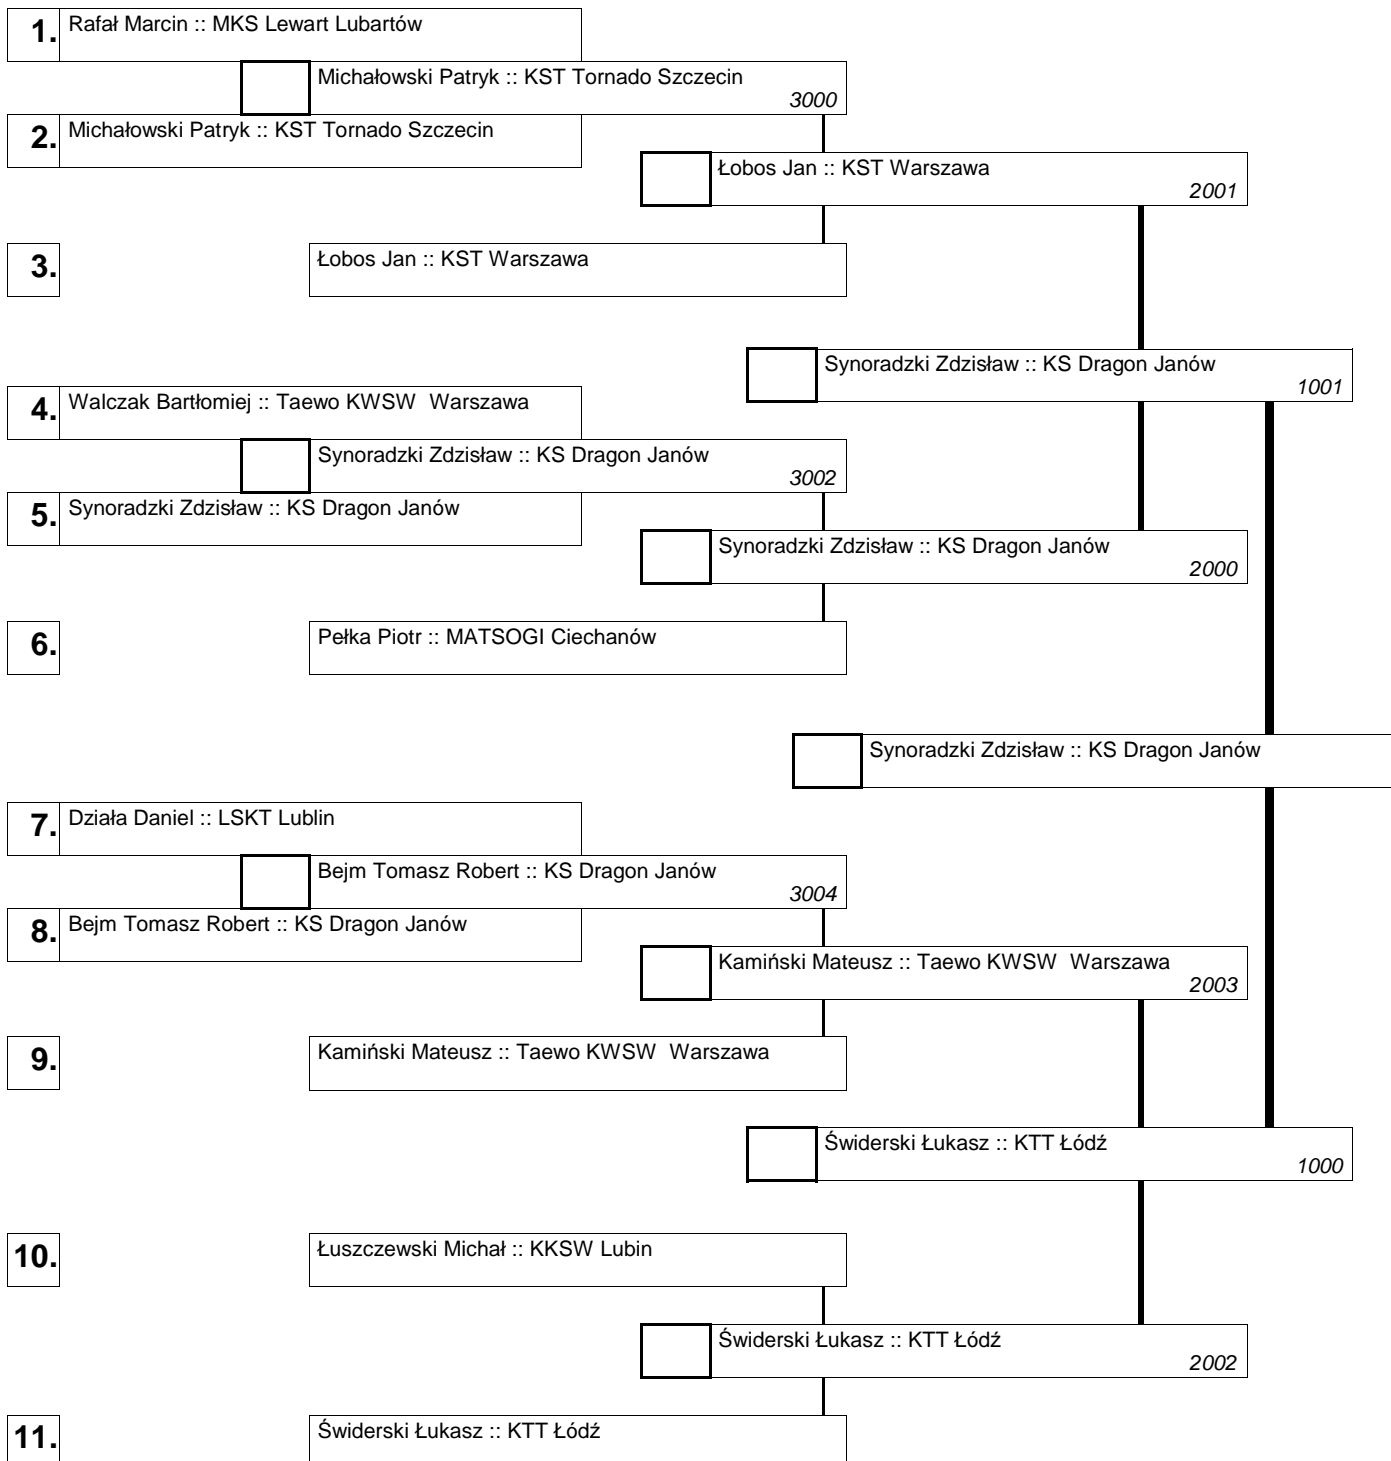 1. Rafał Marcin :: MKS Lewart Lubartów
Michałowski Patryk :: KST Tornado Szczecin
3000
2. Michałowski Patryk :: KST Tornado Szczecin
Łobos Jan :: KST Warszawa
2001
3. Łobos Jan :: KST Warszawa
Synoradzki Zdzisław :: KS Dragon Janów
1001
4. Walczak Bartłomiej :: Taewo KWSW  Warszawa
Synoradzki Zdzisław :: KS Dragon Janów
3002
5. Synoradzki Zdzisław :: KS Dragon Janów
Synoradzki Zdzisław :: KS Dragon Janów
2000
6. Pełka Piotr :: MATSOGI Ciechanów
Synoradzki Zdzisław :: KS Dragon Janów
7. Działa Daniel :: LSKT Lublin
Bejm Tomasz Robert :: KS Dragon Janów
3004
8. Bejm Tomasz Robert :: KS Dragon Janów
Kamiński Mateusz :: Taewo KWSW  Warszawa
2003
9. Kamiński Mateusz :: Taewo KWSW  Warszawa
Świderski Łukasz :: KTT Łódź
1000
10. Łuszczewski Michał :: KKSW Lubin
Świderski Łukasz :: KTT Łódź
2002
11. Świderski Łukasz :: KTT Łódź